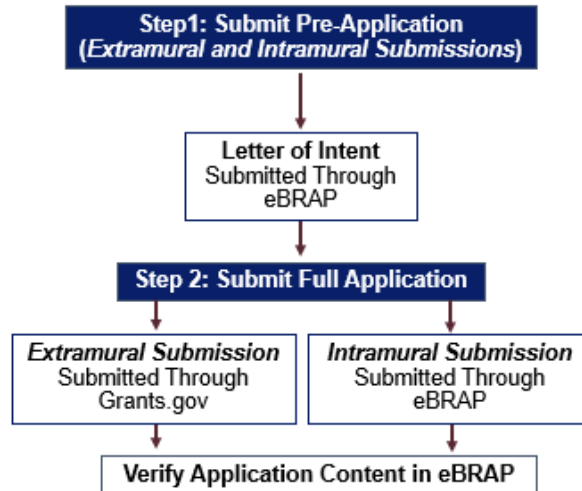 Step1: Submit Pre-Application
(Extramural and Intramural Submissions)
Letter of Intent
Submitted Through
eBRAP
Step 2: Submit Full Application
Extramural Submission
Submitted Through
Grants.gov
Intramural Submission
Submitted Through
eBRAP
Verify Application Content in eBRAP